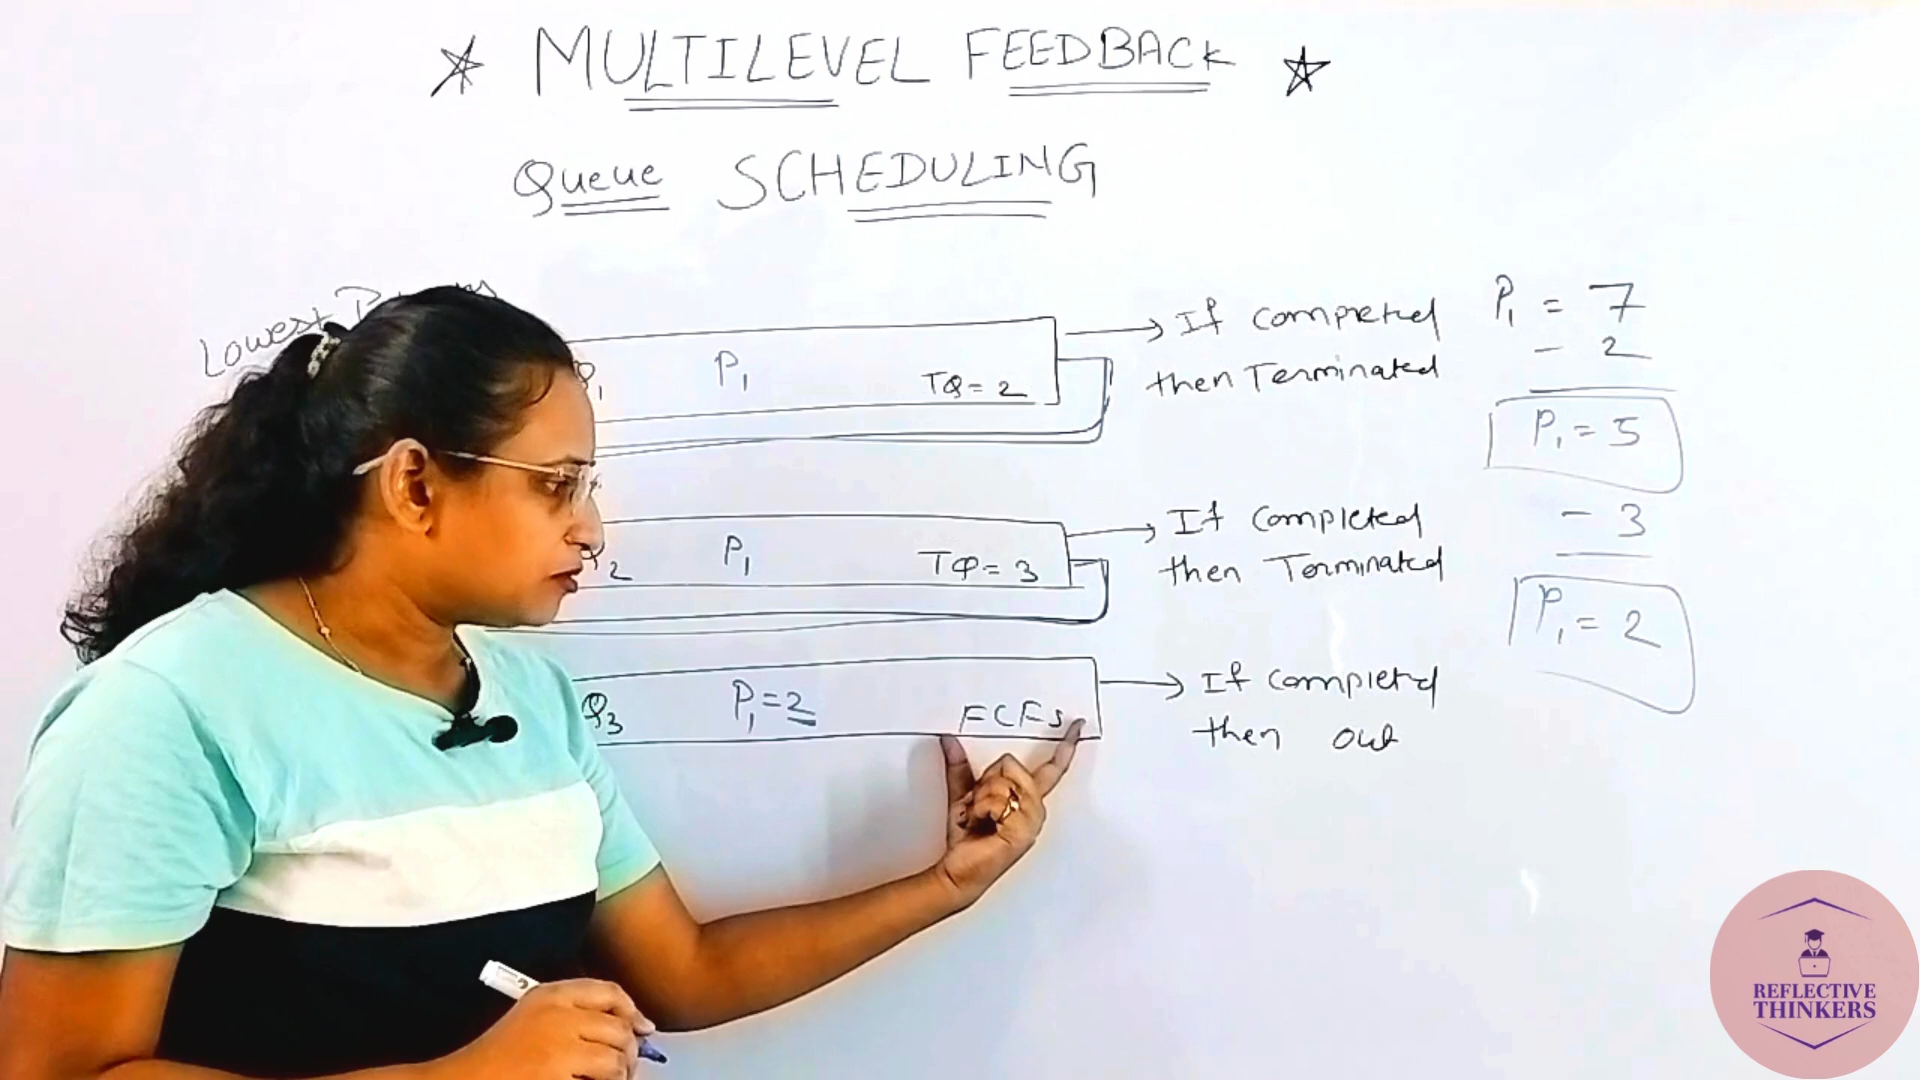 MULTILEVEL FEEDBACK
Queue SCHEDULING
Lowest
P1 TQ=2
If completed
then Terminated
P1 = 7
- 2
P1 = 5
- 3
P1 = 2
P1 TQ=3
If Completed
then Terminated
Q3 P1=2 FCFS
If Completed
then out
REFLECTIVE
THINKERS